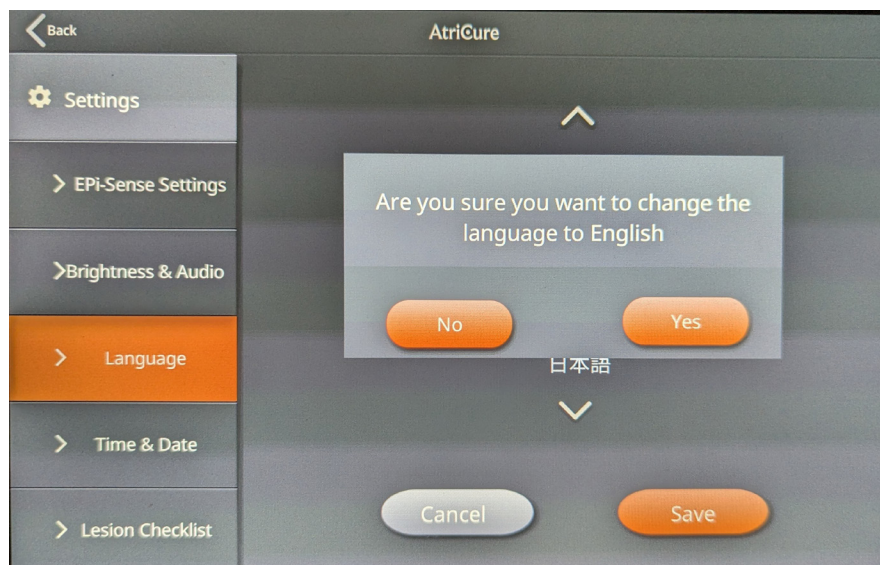 Back
AtriCure
Settings
EPi-Sense Settings
Brightness & Audio
Language
Time & Date
Lesion Checklist
Are you sure you want to change the
language to English
No
Yes
日本語
Cancel
Save